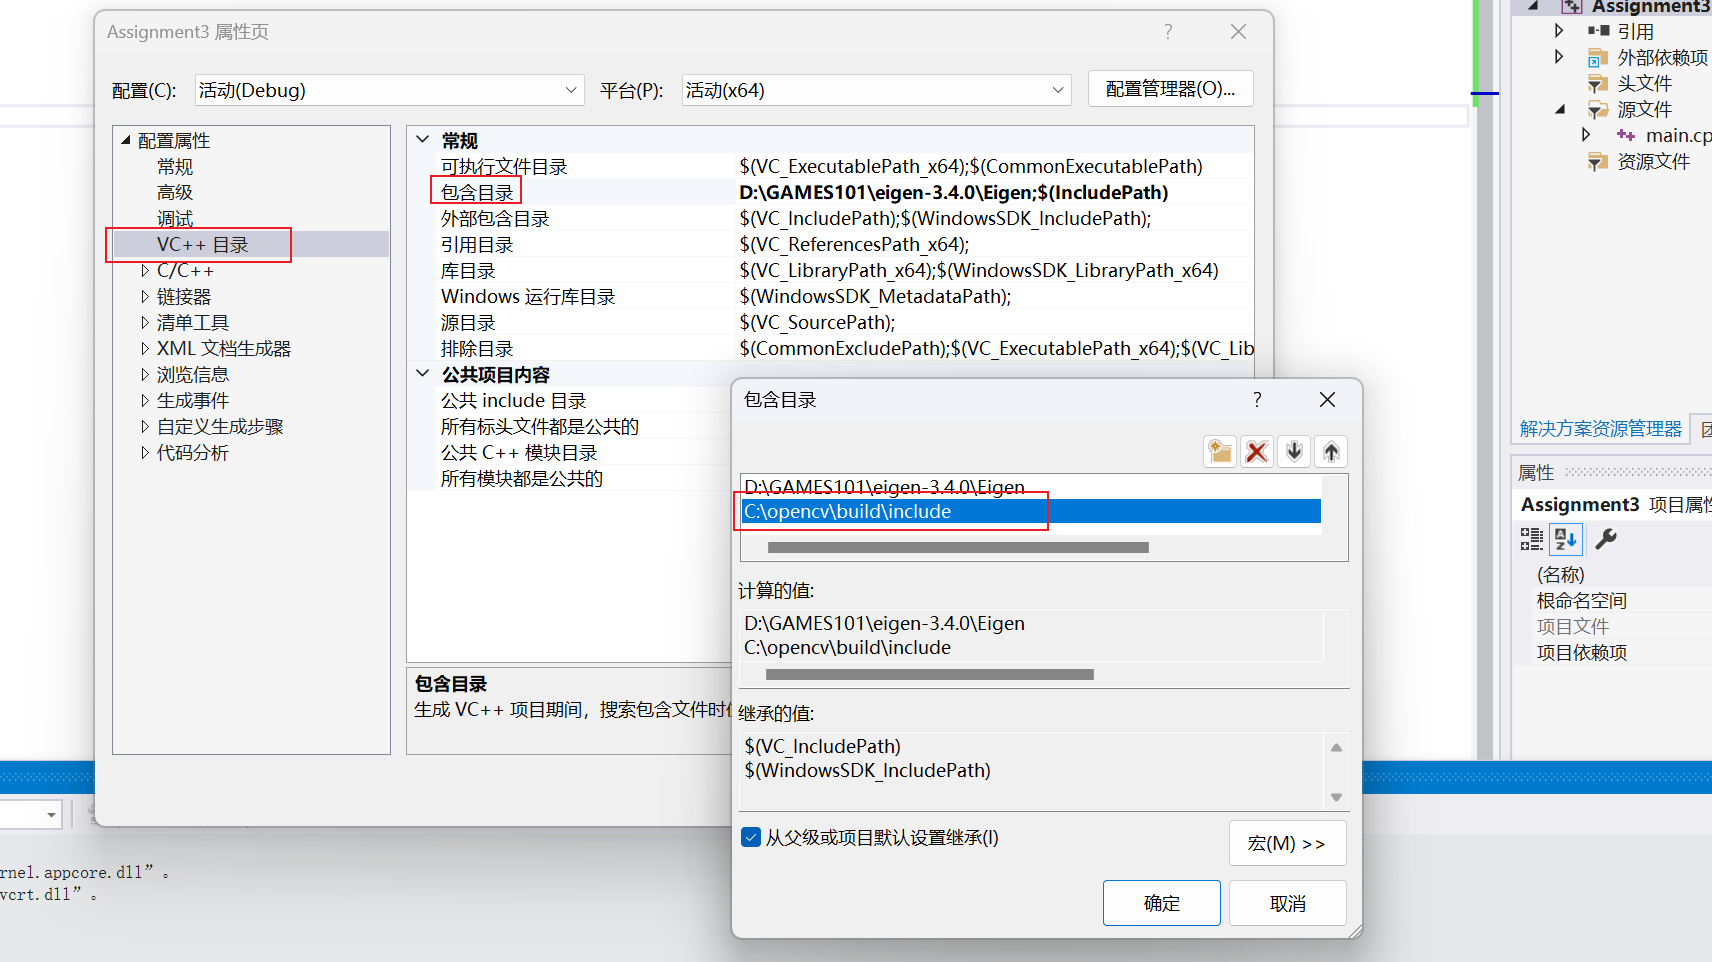 Assignment3 属性页
?
配置(C):
活动(Debug)
平台(P):
活动(x64)
配置管理器(O)...
配置属性
常规
高级
调试
VC++ 目录
C/C++
链接器
清单工具
XML 文档生成器
浏览信息
生成事件
自定义生成步骤
代码分析
常规
可执行文件目录 $(VC_ExecutablePath_x64);$(CommonExecutablePath)
包含目录 D:\GAMES101\eigen-3.4.0\Eigen;$(IncludePath)
外部包含目录 $(VC_IncludePath);$(WindowsSDK_IncludePath);
引用目录 $(VC_ReferencesPath_x64);
库目录 $(VC_LibraryPath_x64);$(WindowsSDK_LibraryPath_x64)
Windows 运行库目录 $(WindowsSDK_MetadataPath);
源目录 $(VC_SourcePath);
排除目录 $(CommonExcludePath);$(VC_ExecutablePath_x64);$(VC_Lib
公共项目内容
公共 include 目录
所有标头文件都是公共的
公共 C++ 模块目录
所有模块都是公共的
包含目录
生成 VC++ 项目期间，搜索包含文件时
包含目录
?
D:\GAMES101\eigen-3.4.0\Eigen
C:\opencv\build\include
计算的值:
D:\GAMES101\eigen-3.4.0\Eigen
C:\opencv\build\include
继承的值:
$(VC_IncludePath)
$(WindowsSDK_IncludePath)
从父级或项目默认设置继承(I)
宏(M) >>
确定
取消
Assignment3
引用
外部依赖项
头文件
源文件
main.cp
资源文件
解决方案资源管理器
属性
Assignment3 项目属性
(名称)
根命名空间
项目文件
项目依赖项
rnel.appcore.dll”。
vcrt.dll”。